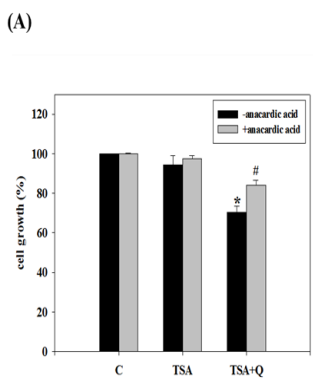 (A)
-anacardic acid
+anacardic acid
cell growth (%)
120
100
80
60
40
20
0
#
*
C TSA TSA+Q